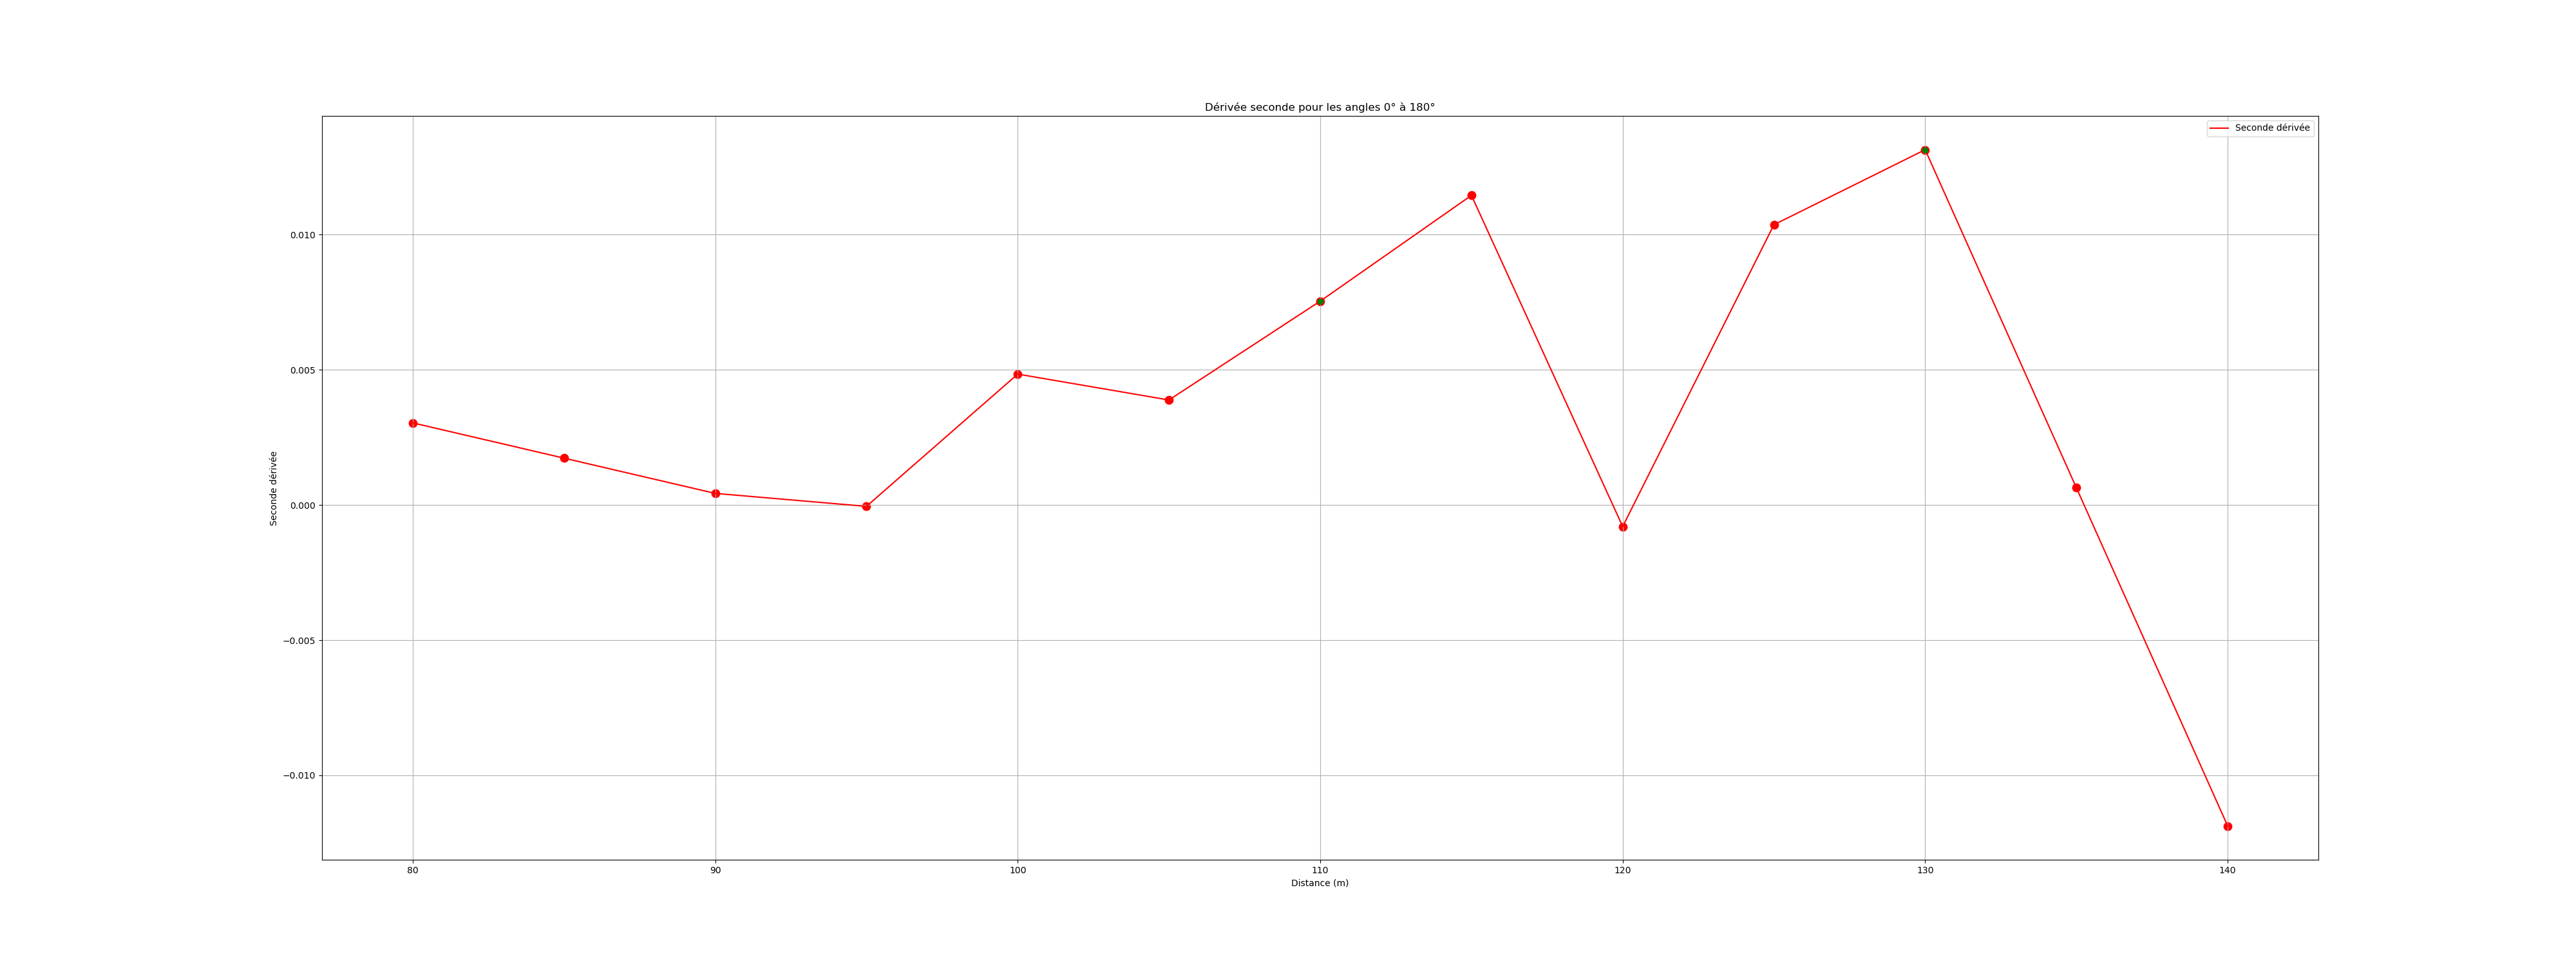 Dérivée seconde pour les angles 0° à 180°
Seconde dérivée
0.010
0.005
0.000
−0.005
−0.010
Seconde dérivée
80 90 100 110 120 130 140
Distance (m)